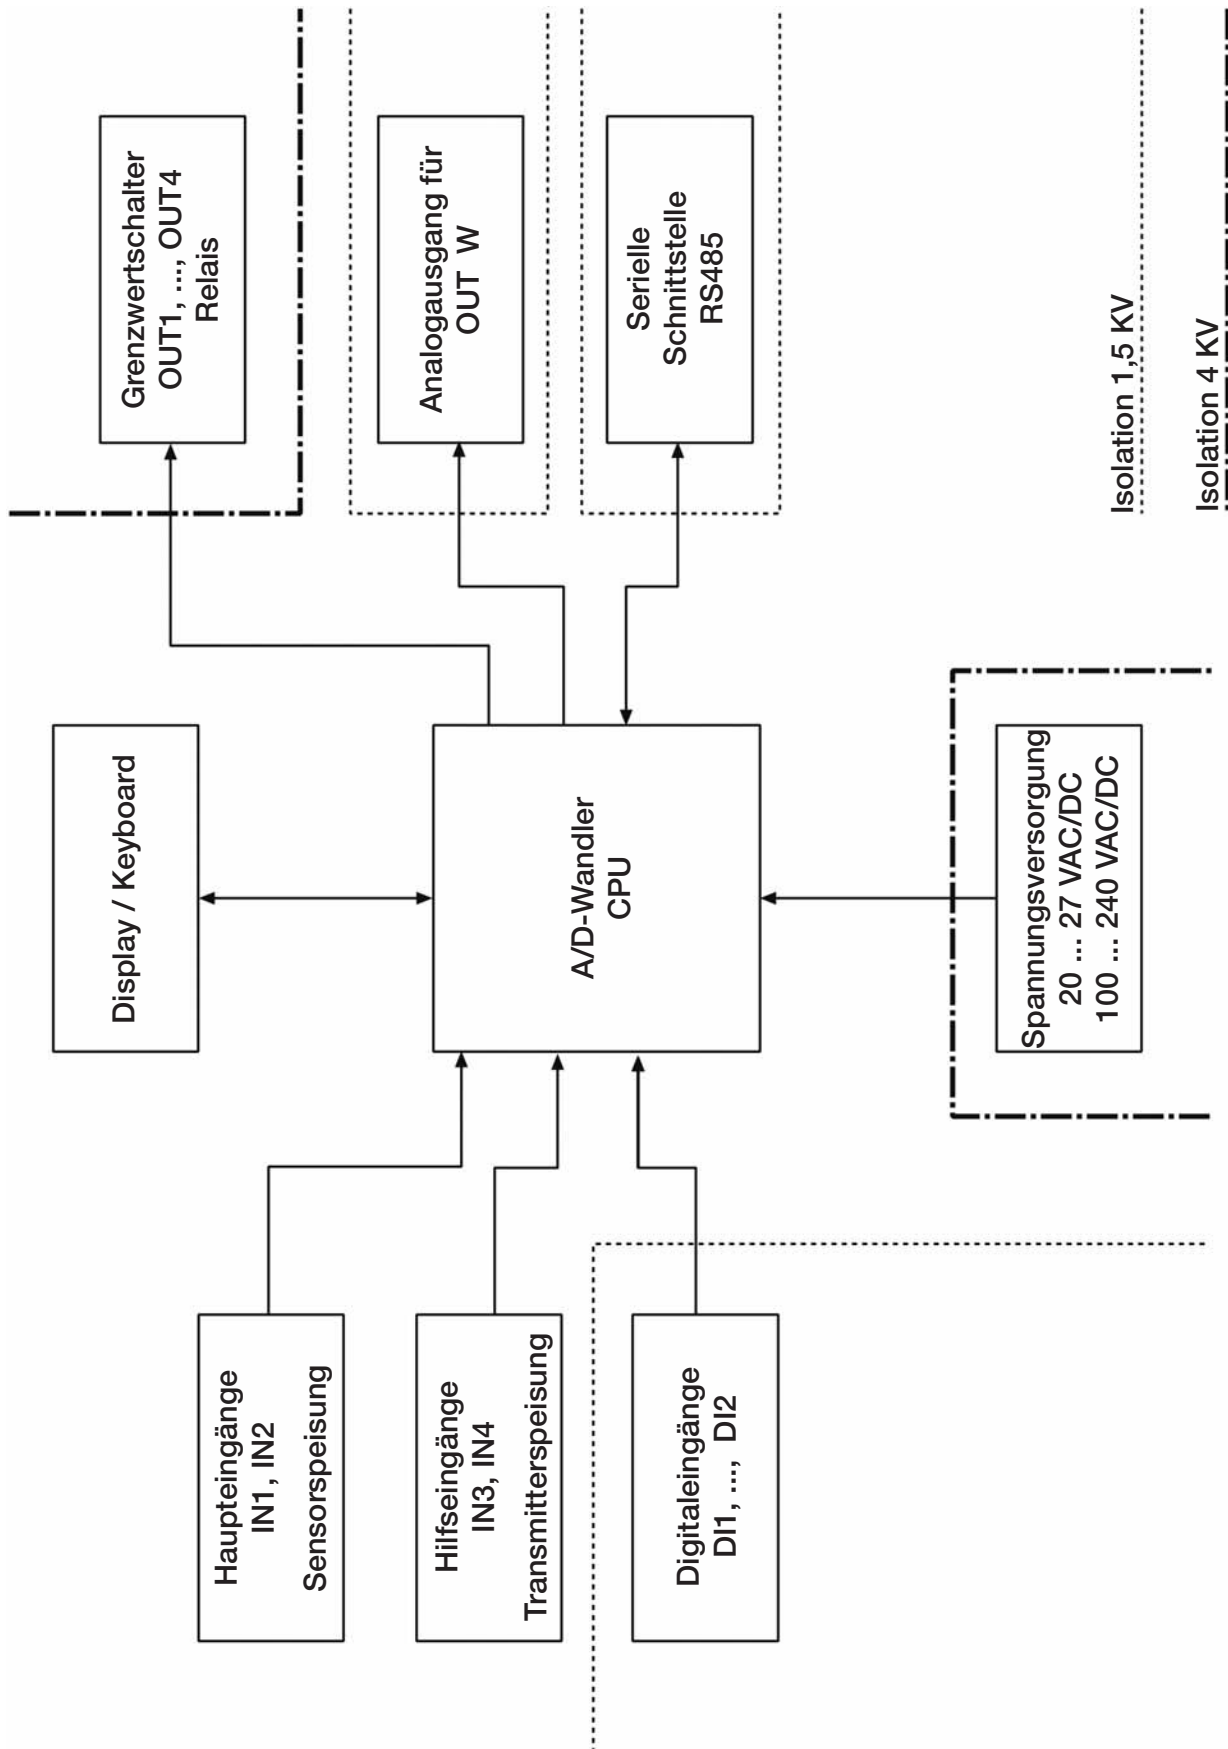 Haupteingänge
IN1, IN2
Sensorspeisung
Hilfseingänge
IN3, IN4
Transmitterspeisung
Digitaleingänge
DI1, ..., DI2
Display / Keyboard
A/D-Wandler
CPU
Spannungsversorgung
20 ... 27 VAC/DC
100 ... 240 VAC/DC
Grenzwertschalter
OUT1, ..., OUT4
Relais
Analogausgang für
OUT W
Serielle
Schnittstelle
RS485
Isolation 1,5 KV
Isolation 4 KV